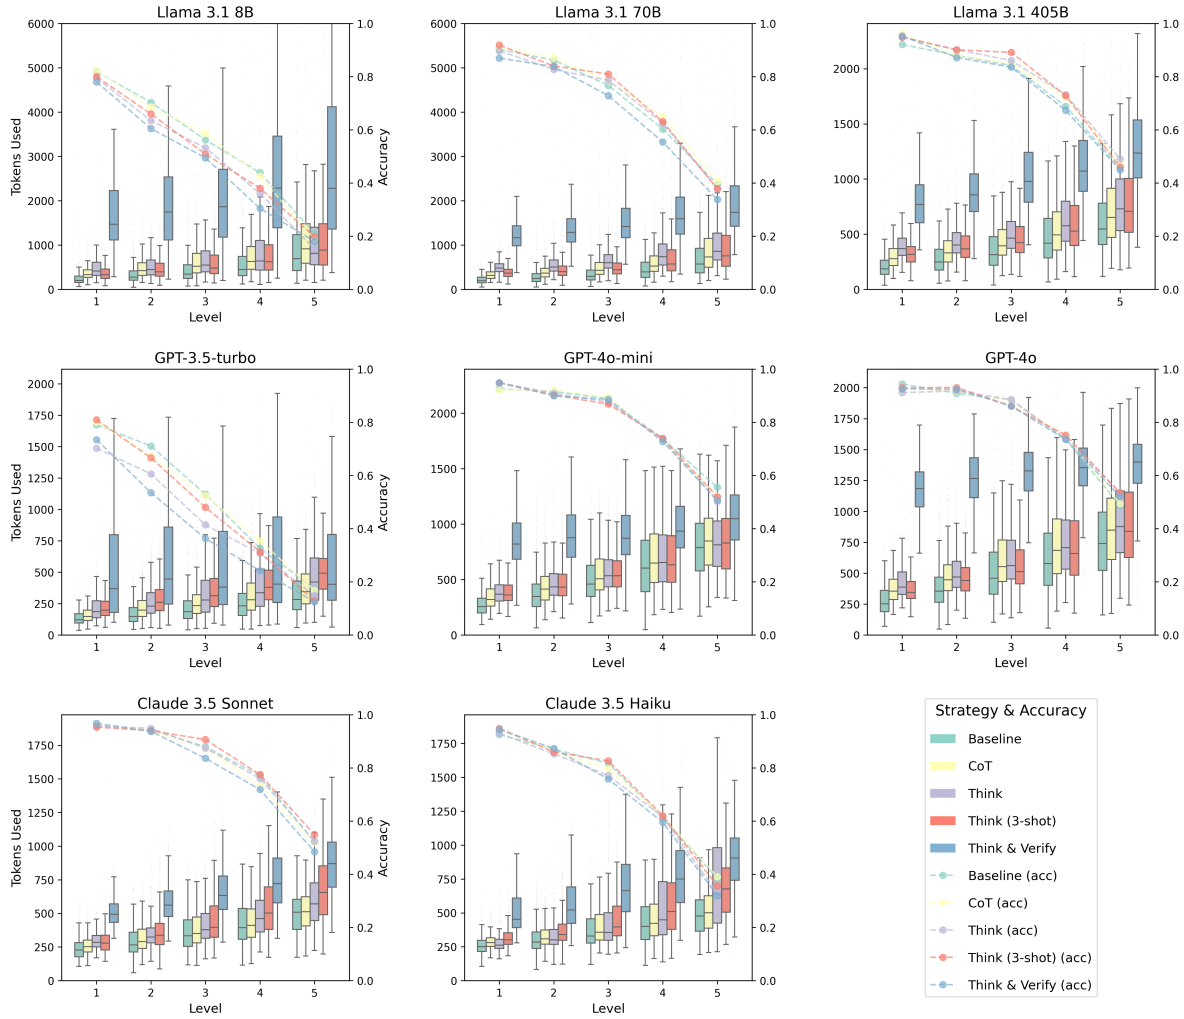 Llama 3.1 8B
Tokens Used
6000
5000
4000
3000
2000
1000
0
1 2 3 4 5
Level
1.0
0.8
0.6
0.4
0.2
0.0
Accuracy
Llama 3.1 70B
6000
5000
4000
3000
2000
1000
0
1 2 3 4 5
Level
1.0
0.8
0.6
0.4
0.2
0.0
Llama 3.1 405B
2000
1500
1000
500
0
1 2 3 4 5
Level
1.0
0.8
0.6
0.4
0.2
0.0
GPT-3.5-turbo
Tokens Used
2000
1750
1500
1250
1000
750
500
250
0
1 2 3 4 5
Level
1.0
0.8
0.6
0.4
0.2
0.0
Accuracy
GPT-4o-mini
2000
1500
1000
500
0
1 2 3 4 5
Level
1.0
0.8
0.6
0.4
0.2
0.0
GPT-4o
2000
1750
1500
1250
1000
750
500
250
0
1 2 3 4 5
Level
1.0
0.8
0.6
0.4
0.2
0.0
Claude 3.5 Sonnet
Tokens Used
1750
1500
1250
1000
750
500
250
0
1 2 3 4 5
Level
1.0
0.8
0.6
0.4
0.2
0.0
Accuracy
Claude 3.5 Haiku
1750
1500
1250
1000
750
500
250
0
1 2 3 4 5
Level
1.0
0.8
0.6
0.4
0.2
0.0
Strategy & Accuracy
Baseline
CoT
Think
Think (3-shot)
Think & Verify
Baseline (acc)
CoT (acc)
Think (acc)
Think (3-shot) (acc)
Think & Verify (acc)